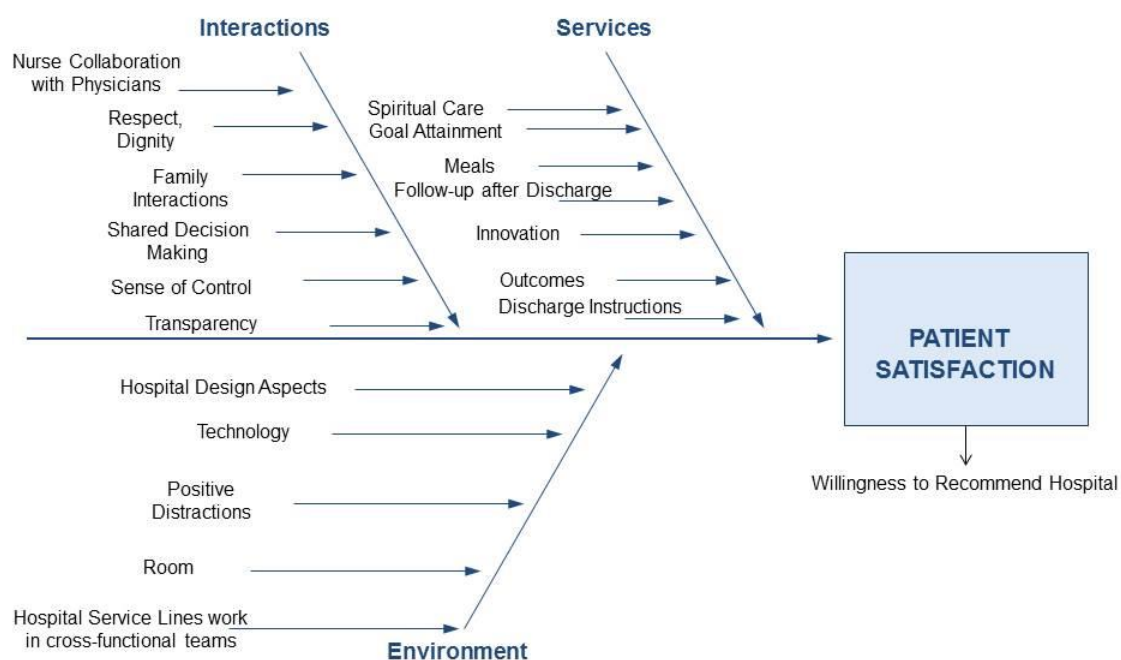 Interactions
Services
Nurse Collaboration
with Physicians
Respect,
Dignity
Family
Interactions
Shared Decision
Making
Sense of Control
Transparency
Spiritual Care
Goal Attainment
Meals
Follow-up after Discharge
Innovation
Outcomes
Discharge Instructions
PATIENT
SATISFACTION
Willingness to Recommend Hospital
Hospital Design Aspects
Technology
Positive
Distractions
Room
Hospital Service Lines work
in cross-functional teams
Environment